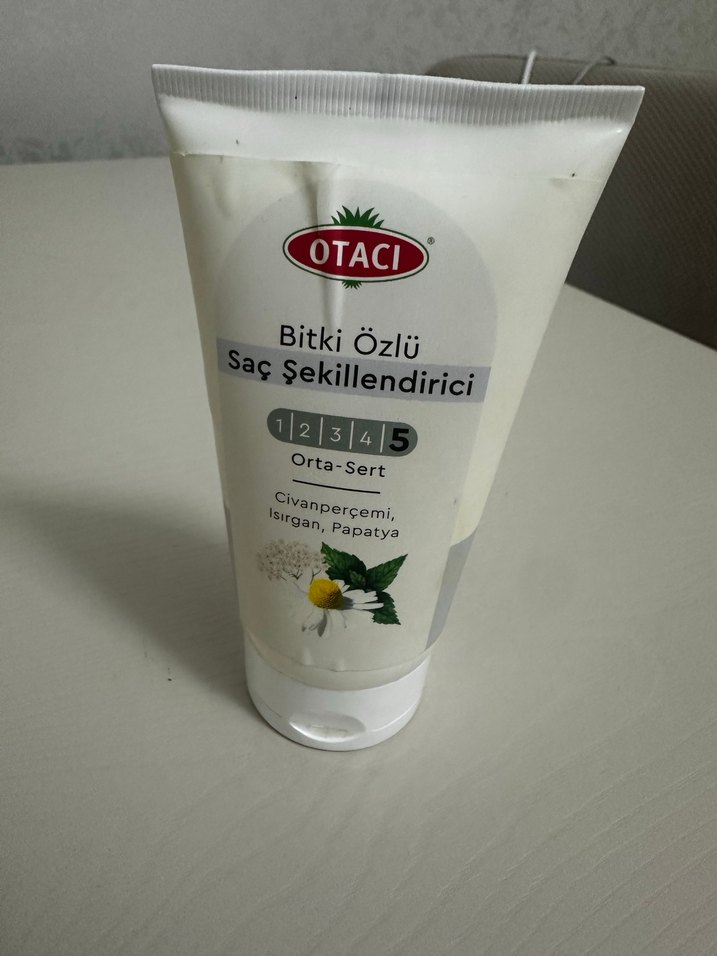 OTACI®
Bitki Özlü
Saç Şekillendirici
1|2|3|4|5
Orta-Sert
Civanperçemi,
Isırgan, Papatya